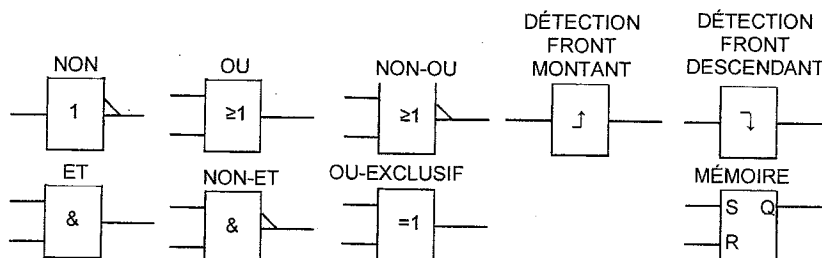 NON
1
OU
≥1
NON-OU
≥1
DÉTECTION
FRONT
MONTANT
DÉTECTION
FRONT
DESCENDANT
ET
&
NON-ET
&
OU-EXCLUSIF
=1
MÉMOIRE
S Q
R